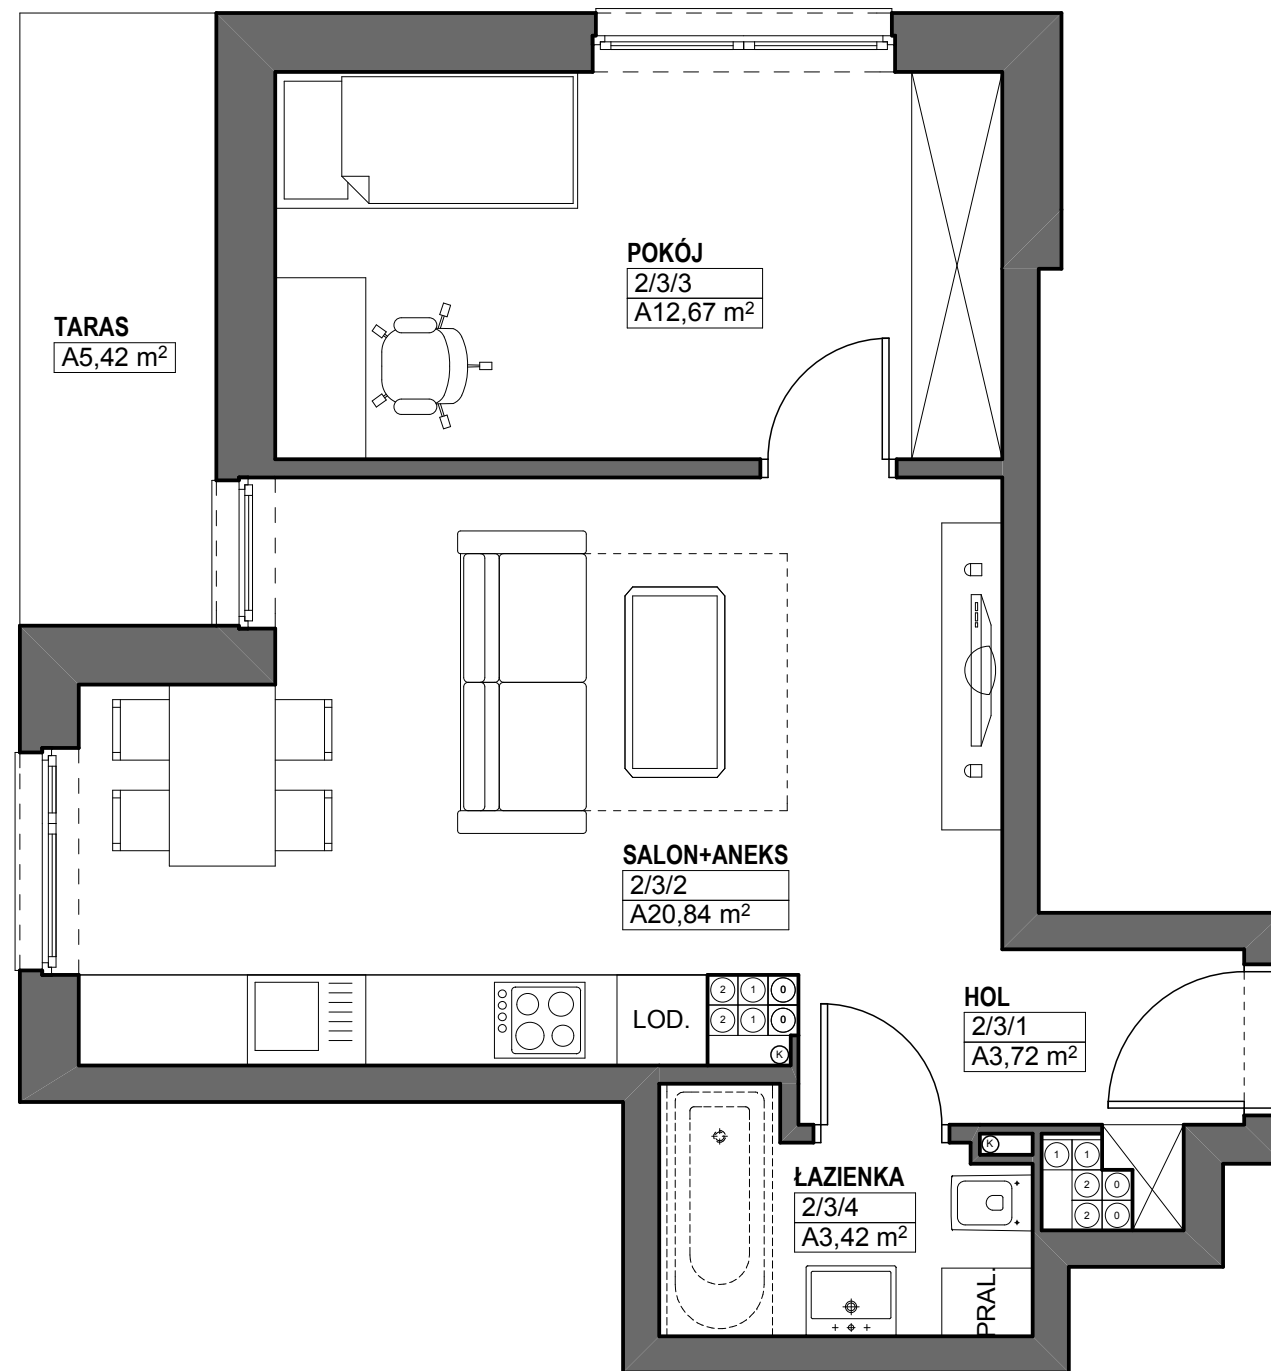 POKÓJ
2/3/3
A12,67 m²
TARAS
A5,42 m²
SALON+ANEKS
2/3/2
A20,84 m²
LOD.
2 1 0
2 1 0
K
HOL
2/3/1
A3,72 m²
K
1 1
2 0
2 0
ŁAZIENKA
2/3/4
A3,42 m²
PRAL.